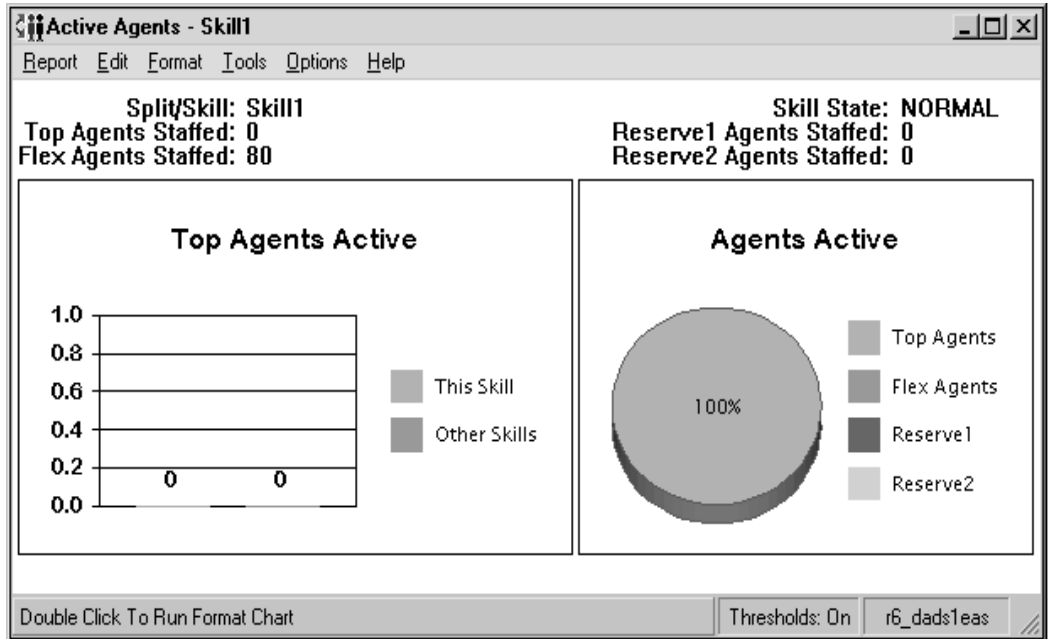 Active Agents - Skill1
Report Edit Format Tools Options Help
Split/Skill: Skill1
Top Agents Staffed: 0
Flex Agents Staffed: 80
Skill State: NORMAL
Reserve1 Agents Staffed: 0
Reserve2 Agents Staffed: 0
Top Agents Active
1.0
0.8
0.6
0.4
0.2
0.0
0 0
This Skill
Other Skills
Agents Active
100%
Top Agents
Flex Agents
Reserve1
Reserve2
Double Click To Run Format Chart
Thresholds: On
r6_dads1eas